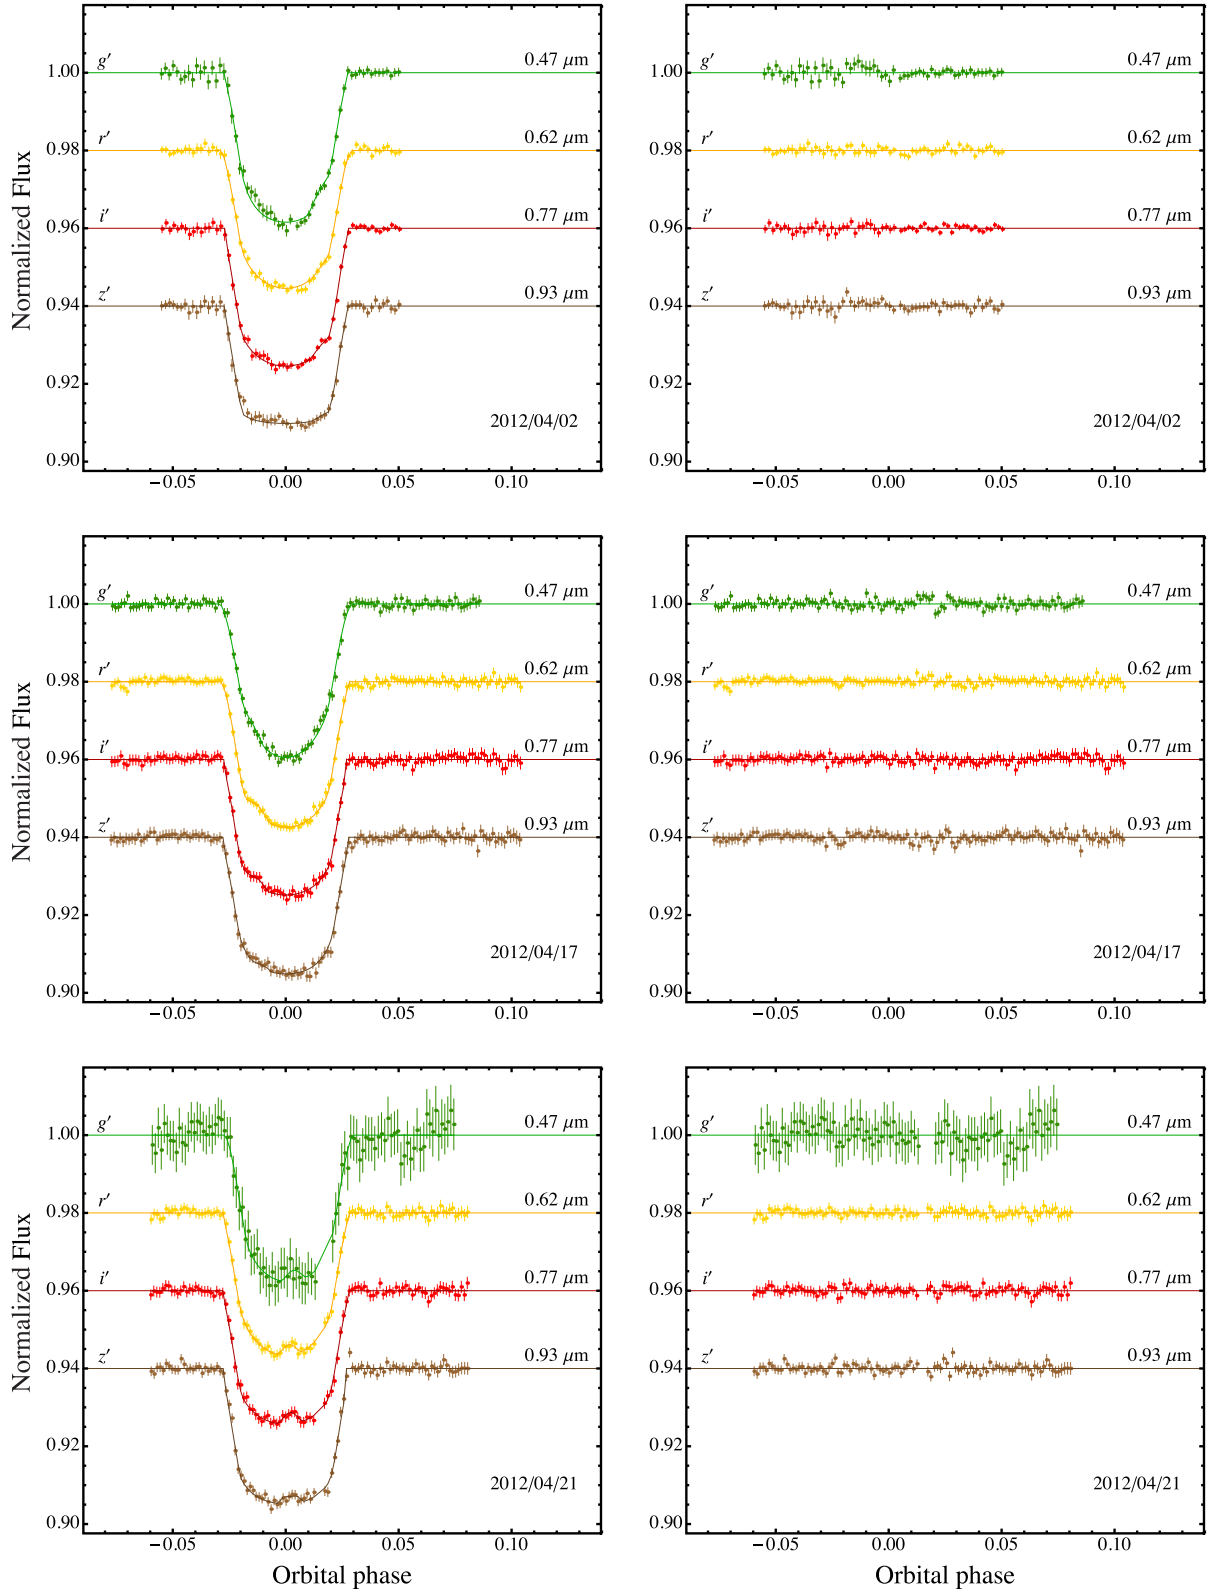 g′ 0.47 μm
1.00
r′ 0.62 μm
0.98
i′ 0.77 μm
0.96
z′ 0.93 μm
0.94
0.92
2012/04/02
0.90
−0.05 0.00 0.05 0.10
Normalized Flux
g′ 0.47 μm
1.00
r′ 0.62 μm
0.98
i′ 0.77 μm
0.96
z′ 0.93 μm
0.94
0.92
2012/04/02
0.90
−0.05 0.00 0.05 0.10
g′ 0.47 μm
1.00
r′ 0.62 μm
0.98
i′ 0.77 μm
0.96
z′ 0.93 μm
0.94
0.92
2012/04/17
0.90
−0.05 0.00 0.05 0.10
Normalized Flux
g′ 0.47 μm
1.00
r′ 0.62 μm
0.98
i′ 0.77 μm
0.96
z′ 0.93 μm
0.94
0.92
2012/04/17
0.90
−0.05 0.00 0.05 0.10
g′ 0.47 μm
1.00
r′ 0.62 μm
0.98
i′ 0.77 μm
0.96
z′ 0.93 μm
0.94
0.92
2012/04/21
0.90
−0.05 0.00 0.05 0.10
Normalized Flux
Orbital phase
g′ 0.47 μm
1.00
r′ 0.62 μm
0.98
i′ 0.77 μm
0.96
z′ 0.93 μm
0.94
0.92
2012/04/21
0.90
−0.05 0.00 0.05 0.10
Orbital phase